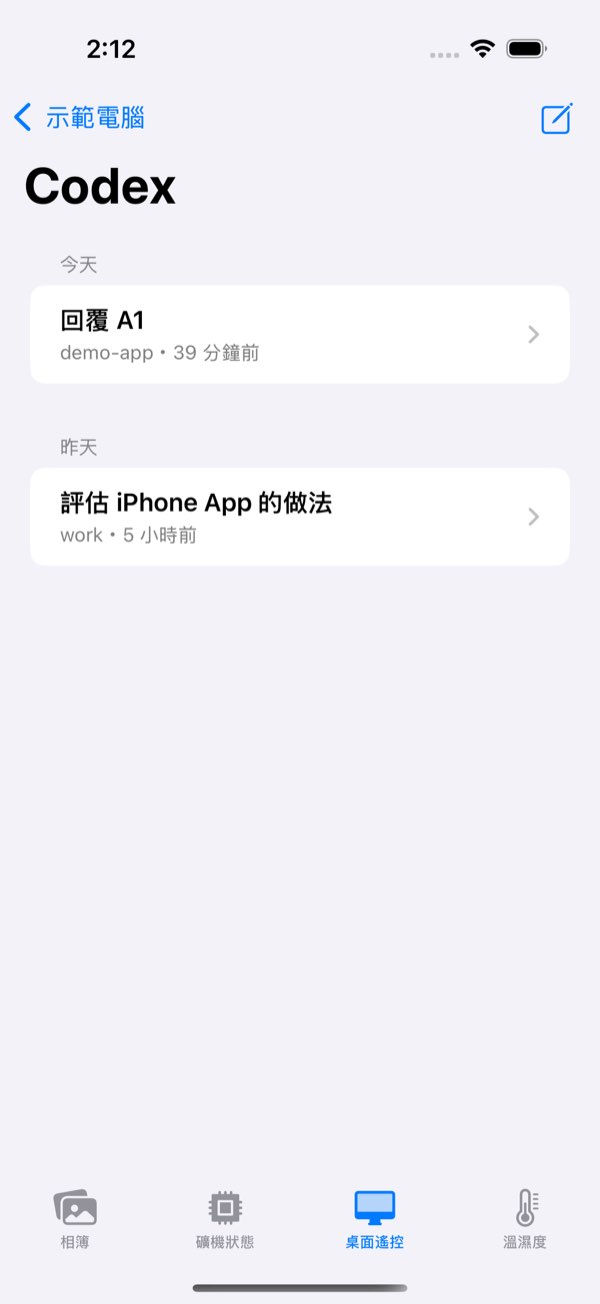 2:12
示範電腦
Codex
今天
回覆 A1
demo-app • 39 分鐘前
昨天
評估 iPhone App 的做法
work • 5 小時前
相簿
礦機狀態
桌面遙控
溫濕度